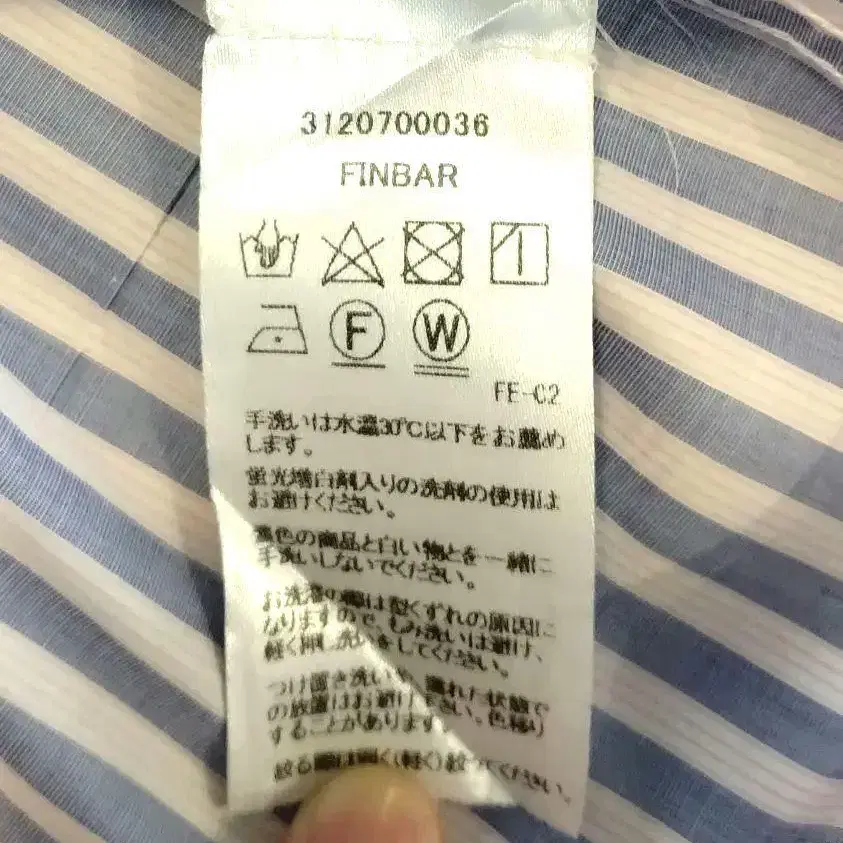 3120700036
FINBAR
F W
FE-C2
手洗いは水温30℃以下をお薦め
します。
蛍光増白剤入りの洗剤の使用は
お避けください。
濃色の商品と白い物とを一緒に
手洗いしないでください。
お洗濯の際は型くずれの原因に
なりますので、もみ洗いは避け、
軽く押し洗いをしてください。
つけ置き洗いや、濡れた状態で
の放置はお避け下さい。色移り
することがあります。
絞る際は弱く(軽く)絞ってください。